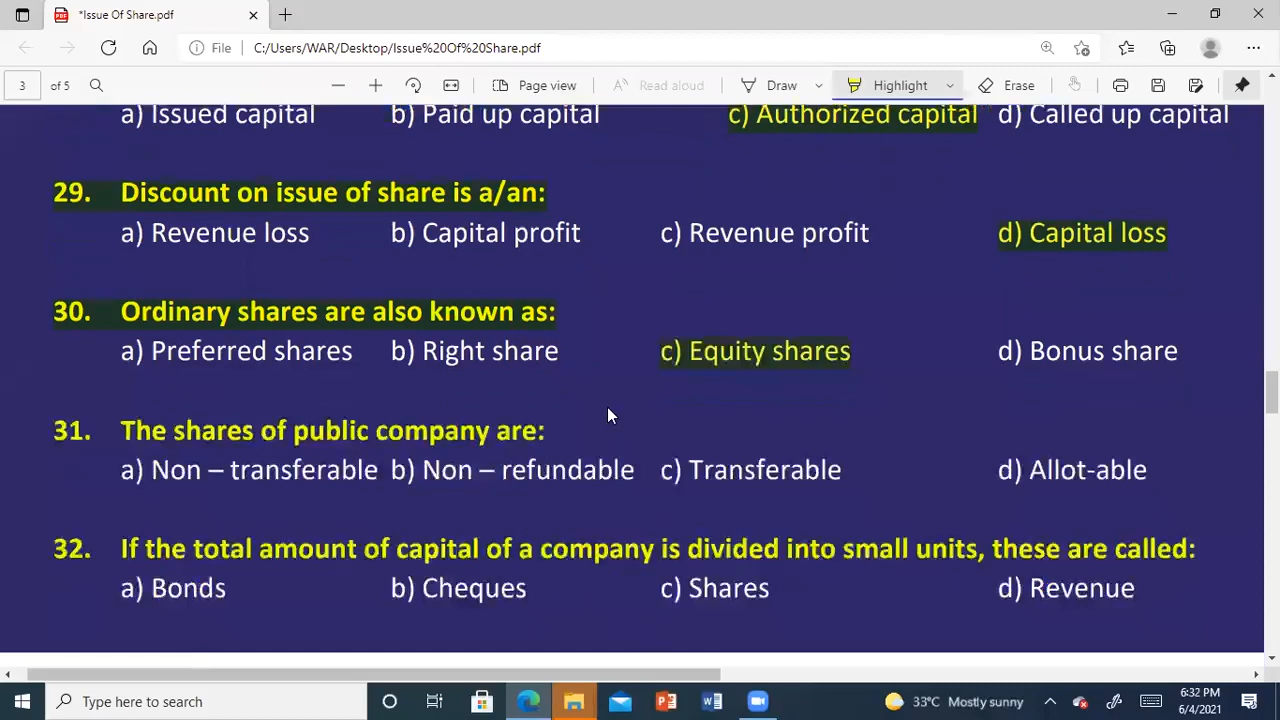 *Issue Of Share.pdf
File C:/Users/WAR/Desktop/Issue%20Of%20Share.pdf
3 of 5 Page view Read aloud Draw Highlight Erase
a) Issued capital b) Paid up capital c) Authorized capital d) Called up capital
29. Discount on issue of share is a/an:
a) Revenue loss b) Capital profit c) Revenue profit d) Capital loss
30. Ordinary shares are also known as:
a) Preferred shares b) Right share c) Equity shares d) Bonus share
31. The shares of public company are:
a) Non – transferable b) Non – refundable c) Transferable d) Allot-able
32. If the total amount of capital of a company is divided into small units, these are called:
a) Bonds b) Cheques c) Shares d) Revenue
Type here to search 33°C Mostly sunny 6:32 PM
6/4/2021